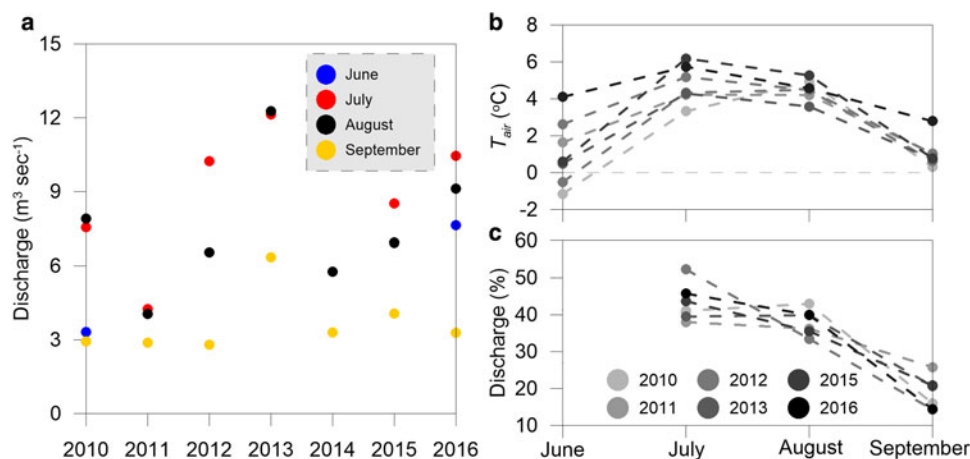 a
Discharge (m³ sec⁻¹)
15
12
9
6
3
0
June
July
August
September
2010 2011 2012 2013 2014 2015 2016
b
T air (ºC)
8
6
4
2
0
-2
c
Discharge (%)
60
50
40
30
20
10
2010 2012 2015
2011 2013 2016
June July August September